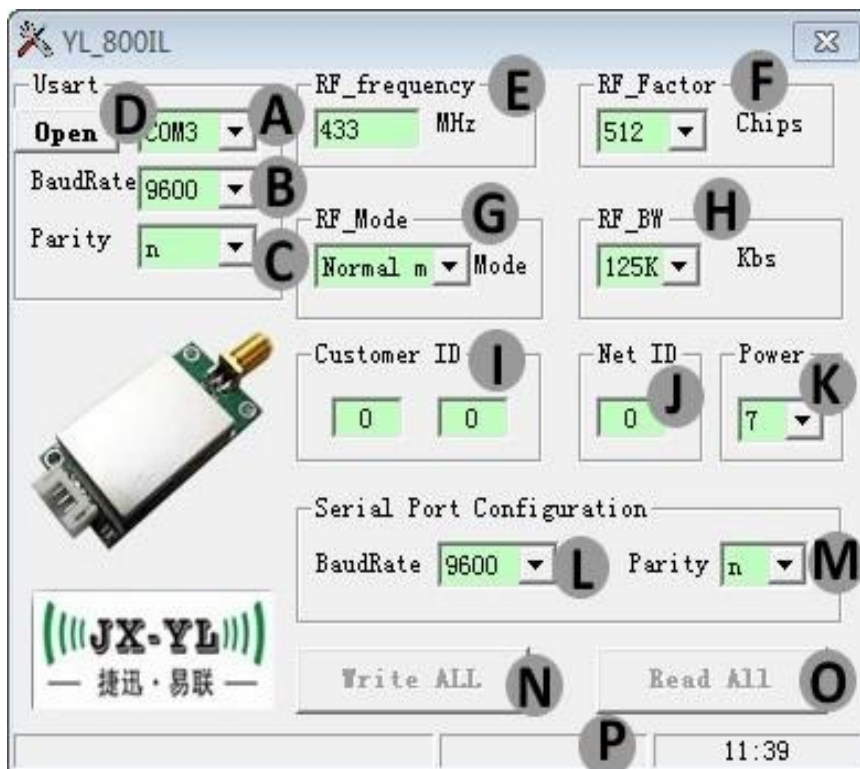 YL_800IL
Usart
D
Open
COM3
A
BaudRate
9600
B
Parity
n
C
RF_frequency
E
433
MHz
RF_Factor
F
512
Chips
RF_Mode
G
Normal m
Mode
RF_BW
H
125K
Kbs
Customer ID
I
0
0
Net ID
J
0
Power
K
7
Serial Port Configuration
BaudRate
9600
L
Parity
n
M
JX-YL
捷迅·易联
Write ALL
N
Read All
O
P
11:39